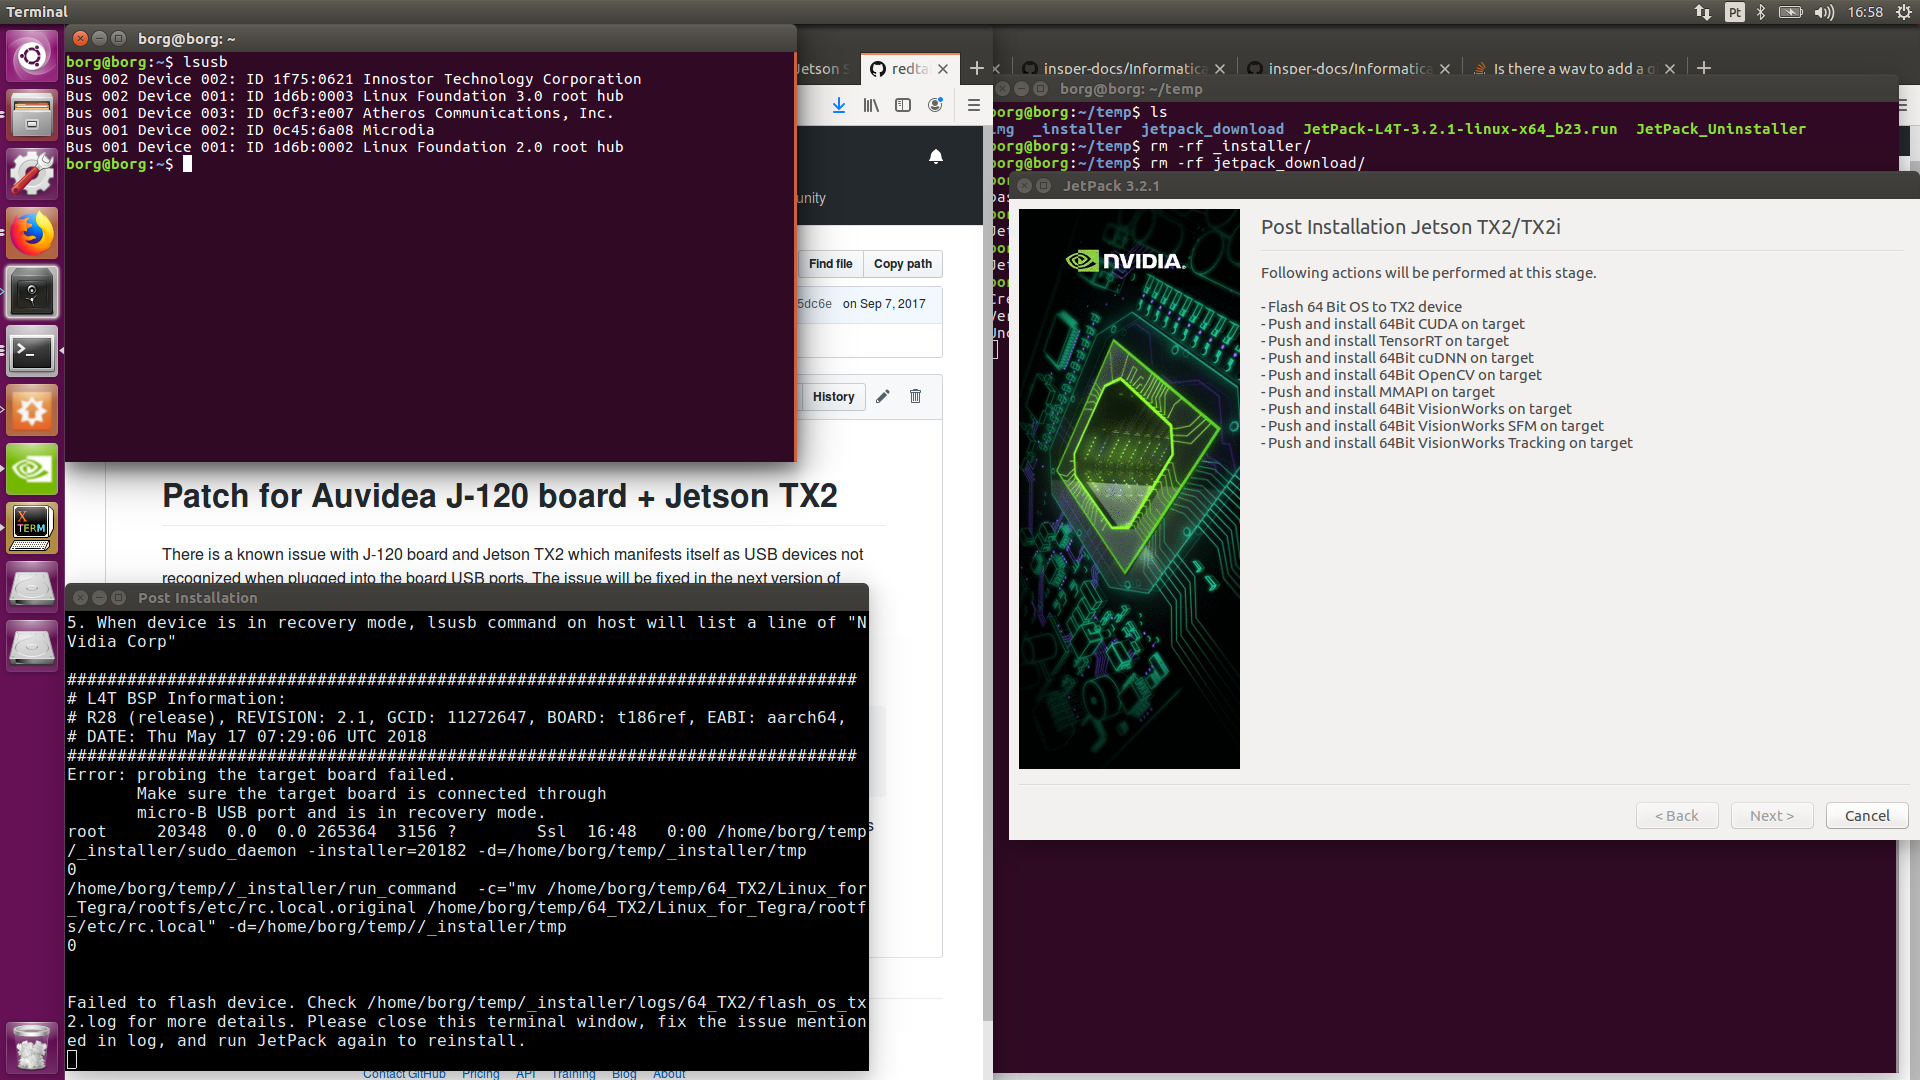 Terminal
Pt
16:58
borg@borg: ~
borg@borg:~$ lsusb
Bus 002 Device 002: ID 1f75:0621 Innostor Technology Corporation
Bus 002 Device 001: ID 1d6b:0003 Linux Foundation 3.0 root hub
Bus 001 Device 003: ID 0cf3:e007 Atheros Communications, Inc.
Bus 001 Device 002: ID 0c45:6a08 Microdia
Bus 001 Device 001: ID 1d6b:0002 Linux Foundation 2.0 root hub
borg@borg:~$
Jetson S
redta
unity
Find file
Copy path
5dc6e on Sep 7, 2017
History
Patch for Auvidea J-120 board + Jetson TX2
There is a known issue with J-120 board and Jetson TX2 which manifests itself as USB devices not
recognized when plugged into the board USB ports. The issue will be fixed in the next version of
X
TERM
Post Installation
5. When device is in recovery mode, lsusb command on host will list a line of "N
Vidia Corp"
###############################################################################
# L4T BSP Information:
# R28 (release), REVISION: 2.1, GCID: 11272647, BOARD: t186ref, EABI: aarch64,
# DATE: Thu May 17 07:29:06 UTC 2018
###############################################################################
Error: probing the target board failed.
Make sure the target board is connected through
micro-B USB port and is in recovery mode.
root 20348 0.0 0.0 265364 3156 ? Ssl 16:48 0:00 /home/borg/temp
/_installer/sudo_daemon -installer=20182 -d=/home/borg/temp/_installer/tmp
0
/home/borg/temp//_installer/run_command -c="mv /home/borg/temp/64_TX2/Linux_for
_Tegra/rootfs/etc/rc.local.original /home/borg/temp/64_TX2/Linux_for_Tegra/rootf
s/etc/rc.local" -d=/home/borg/temp//_installer/tmp
0
Failed to flash device. Check /home/borg/temp/_installer/logs/64_TX2/flash_os_tx
2.log for more details. Please close this terminal window, fix the issue mention
ed in log, and run JetPack again to reinstall.
Contact GitHub Pricing API Training Blog About
insper-docs/Informatica
insper-docs/Informatica
Is there a way to add a
borg@borg: ~/temp
borg@borg:~/temp$ ls
img _installer jetpack_download JetPack-L4T-3.2.1-linux-x64_b23.run JetPack_Uninstaller
borg@borg:~/temp$ rm -rf _installer/
borg@borg:~/temp$ rm -rf jetpack_download/
JetPack 3.2.1
NVIDIA
Post Installation Jetson TX2/TX2i
Following actions will be performed at this stage.
- Flash 64 Bit OS to TX2 device
- Push and install 64Bit CUDA on target
- Push and install TensorRT on target
- Push and install 64Bit cuDNN on target
- Push and install 64Bit OpenCV on target
- Push and install MMAPI on target
- Push and install 64Bit VisionWorks on target
- Push and install 64Bit VisionWorks SFM on target
- Push and install 64Bit VisionWorks Tracking on target
< Back
Next >
Cancel